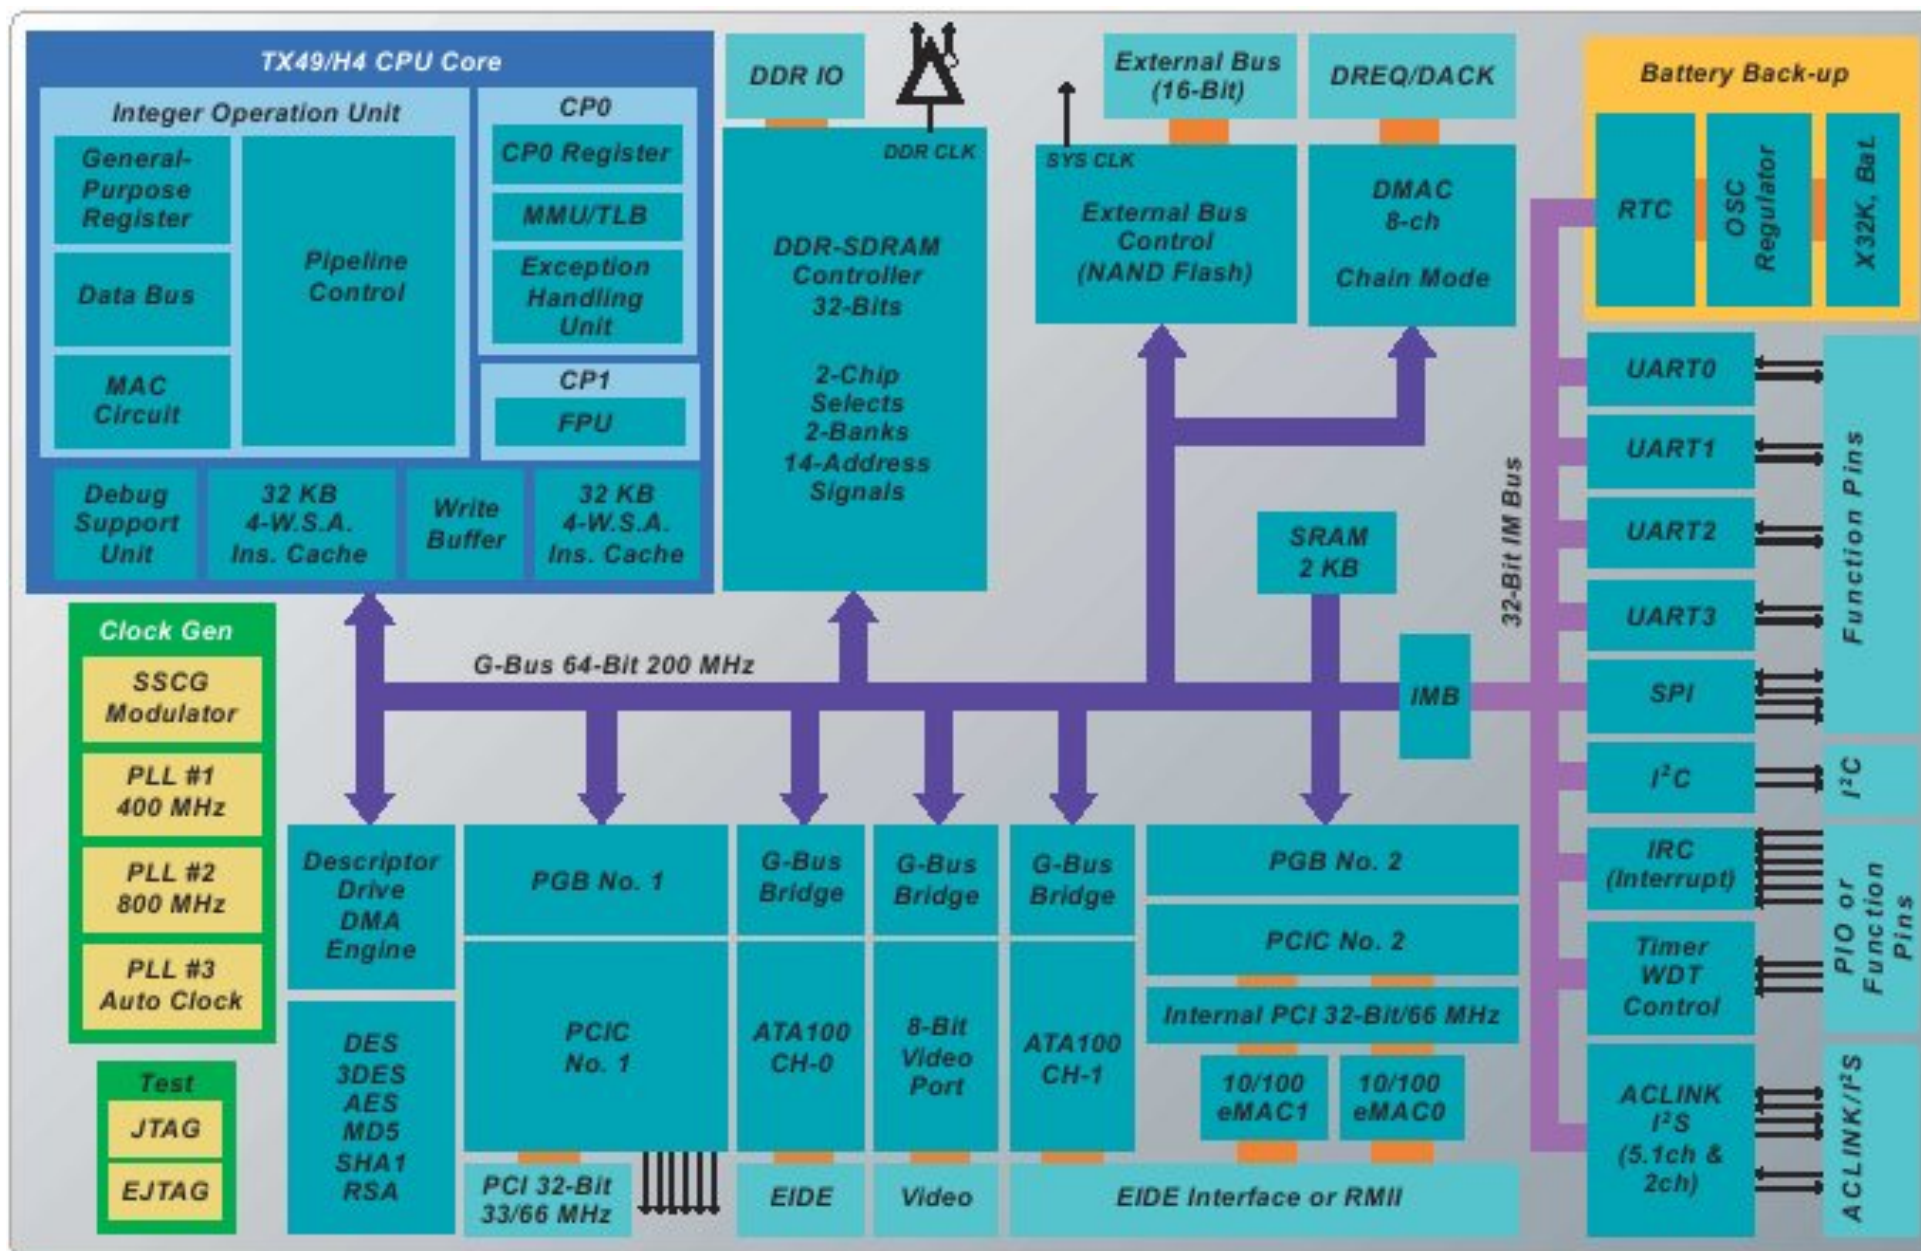 TX49/H4 CPU Core
Integer Operation Unit
General-
Purpose
Register
Data Bus
MAC
Circuit
Pipeline
Control
CP0
CP0 Register
MMU/TLB
Exception
Handling
Unit
CP1
FPU
Debug
Support
Unit
32 KB
4-W.S.A.
Ins. Cache
Write
Buffer
32 KB
4-W.S.A.
Ins. Cache
DDR IO
DDR CLK
DDR-SDRAM
Controller
32-Bits
2-Chip
Selects
2-Banks
14-Address
Signals
External Bus
(16-Bit)
SYS CLK
External Bus
Control
(NAND Flash)
DREQ/DACK
DMAC
8-ch
Chain Mode
SRAM
2 KB
G-Bus 64-Bit 200 MHz
IMB
32-Bit IM Bus
Battery Back-up
RTC
OSC
Regulator
X32K, Bat.
UART0
UART1
UART2
UART3
SPI
I²C
IRC
(Interrupt)
Timer
WDT
Control
ACLINK
I²S
(5.1ch &
2ch)
Function Pins
I²C
PIO or
Function
Pins
ACLINK/I²S
Clock Gen
SSCG
Modulator
PLL #1
400 MHz
PLL #2
800 MHz
PLL #3
Auto Clock
Test
JTAG
EJTAG
Descriptor
Drive
DMA
Engine
DES
3DES
AES
MD5
SHA1
RSA
PGB No. 1
PCIC
No. 1
PCI 32-Bit
33/66 MHz
G-Bus
Bridge
ATA100
CH-0
EIDE
G-Bus
Bridge
8-Bit
Video
Port
Video
G-Bus
Bridge
ATA100
CH-1
PGB No. 2
PCIC No. 2
Internal PCI 32-Bit/66 MHz
10/100
eMAC1
10/100
eMAC0
EIDE Interface or RMII